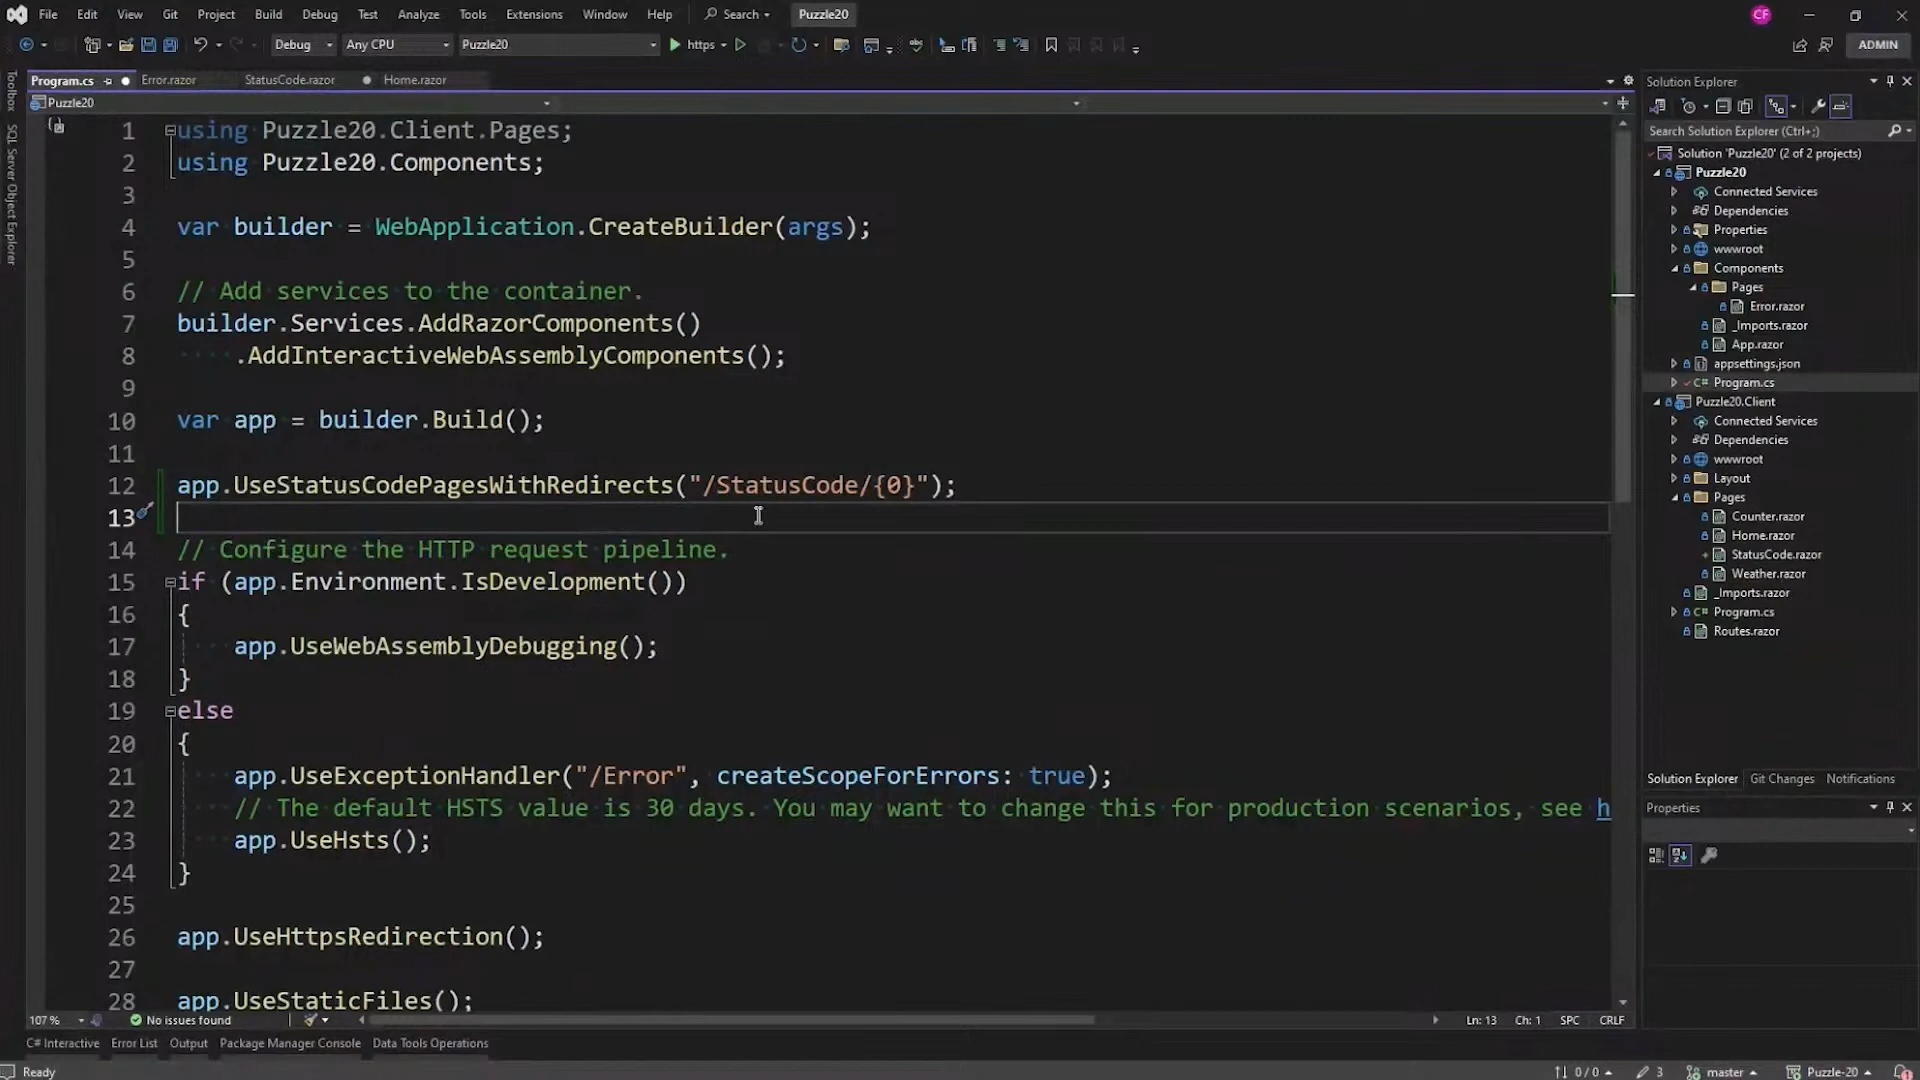 File Edit View Git Project Build Debug Test Analyze Tools Extensions Window Help Search Puzzle20 CF
Debug Any CPU Puzzle20 https ADMIN
Program.cs Error.razor StatusCode.razor Home.razor
Puzzle20
Toolbox
SQL Server Object Explorer
1 using Puzzle20.Client.Pages;
2 using Puzzle20.Components;
3
4 var builder = WebApplication.CreateBuilder(args);
5
6 // Add services to the container.
7 builder.Services.AddRazorComponents()
8 .AddInteractiveWebAssemblyComponents();
9
10 var app = builder.Build();
11
12 app.UseStatusCodePagesWithRedirects("/StatusCode/{0}");
13
14 // Configure the HTTP request pipeline.
15 if (app.Environment.IsDevelopment())
16 {
17 app.UseWebAssemblyDebugging();
18 }
19 else
20 {
21 app.UseExceptionHandler("/Error", createScopeForErrors: true);
22 // The default HSTS value is 30 days. You may want to change this for production scenarios, see h
23 app.UseHsts();
24 }
25
26 app.UseHttpsRedirection();
27
28 app.UseStaticFiles();
107 % No issues found Ln: 13 Ch: 1 SPC CRLF
C# Interactive Error List Output Package Manager Console Data Tools Operations
Ready 0 / 0 3 master Puzzle-20 1
Solution Explorer
Search Solution Explorer (Ctrl+;)
Solution 'Puzzle20' (2 of 2 projects)
Puzzle20
Connected Services
Dependencies
Properties
wwwroot
Components
Pages
Error.razor
_Imports.razor
App.razor
appsettings.json
C# Program.cs
Puzzle20.Client
Connected Services
Dependencies
wwwroot
Layout
Pages
Counter.razor
Home.razor
StatusCode.razor
Weather.razor
_Imports.razor
C# Program.cs
Routes.razor
Solution Explorer Git Changes Notifications
Properties